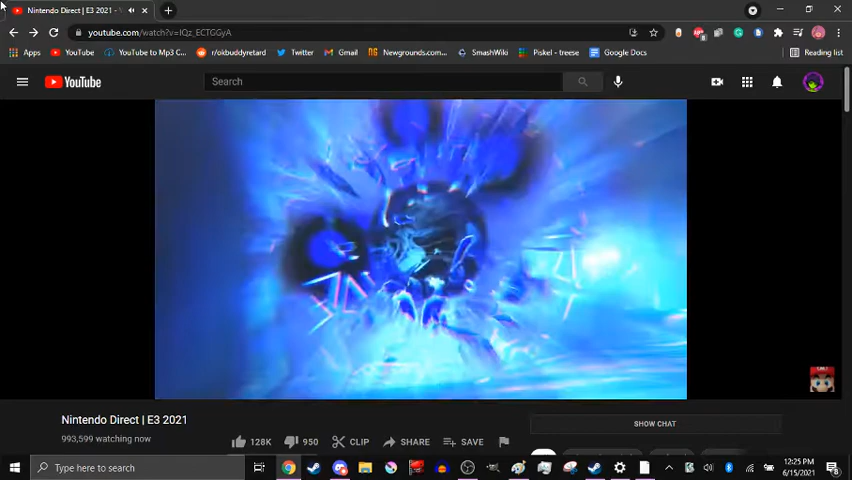 Nintendo Direct | E3 2021 -
youtube.com/watch?v=IQz_ECTGGyA
Apps YouTube YouTube to Mp3 C... r/okbuddyretard Twitter Gmail Newgrounds.com... SmashWiki Piskel - treese Google Docs Reading list
YouTube Search
Nintendo Direct | E3 2021 SHOW CHAT
993,599 watching now 128K 950 CLIP SHARE SAVE
Type here to search 12:25 PM
6/15/2021 8